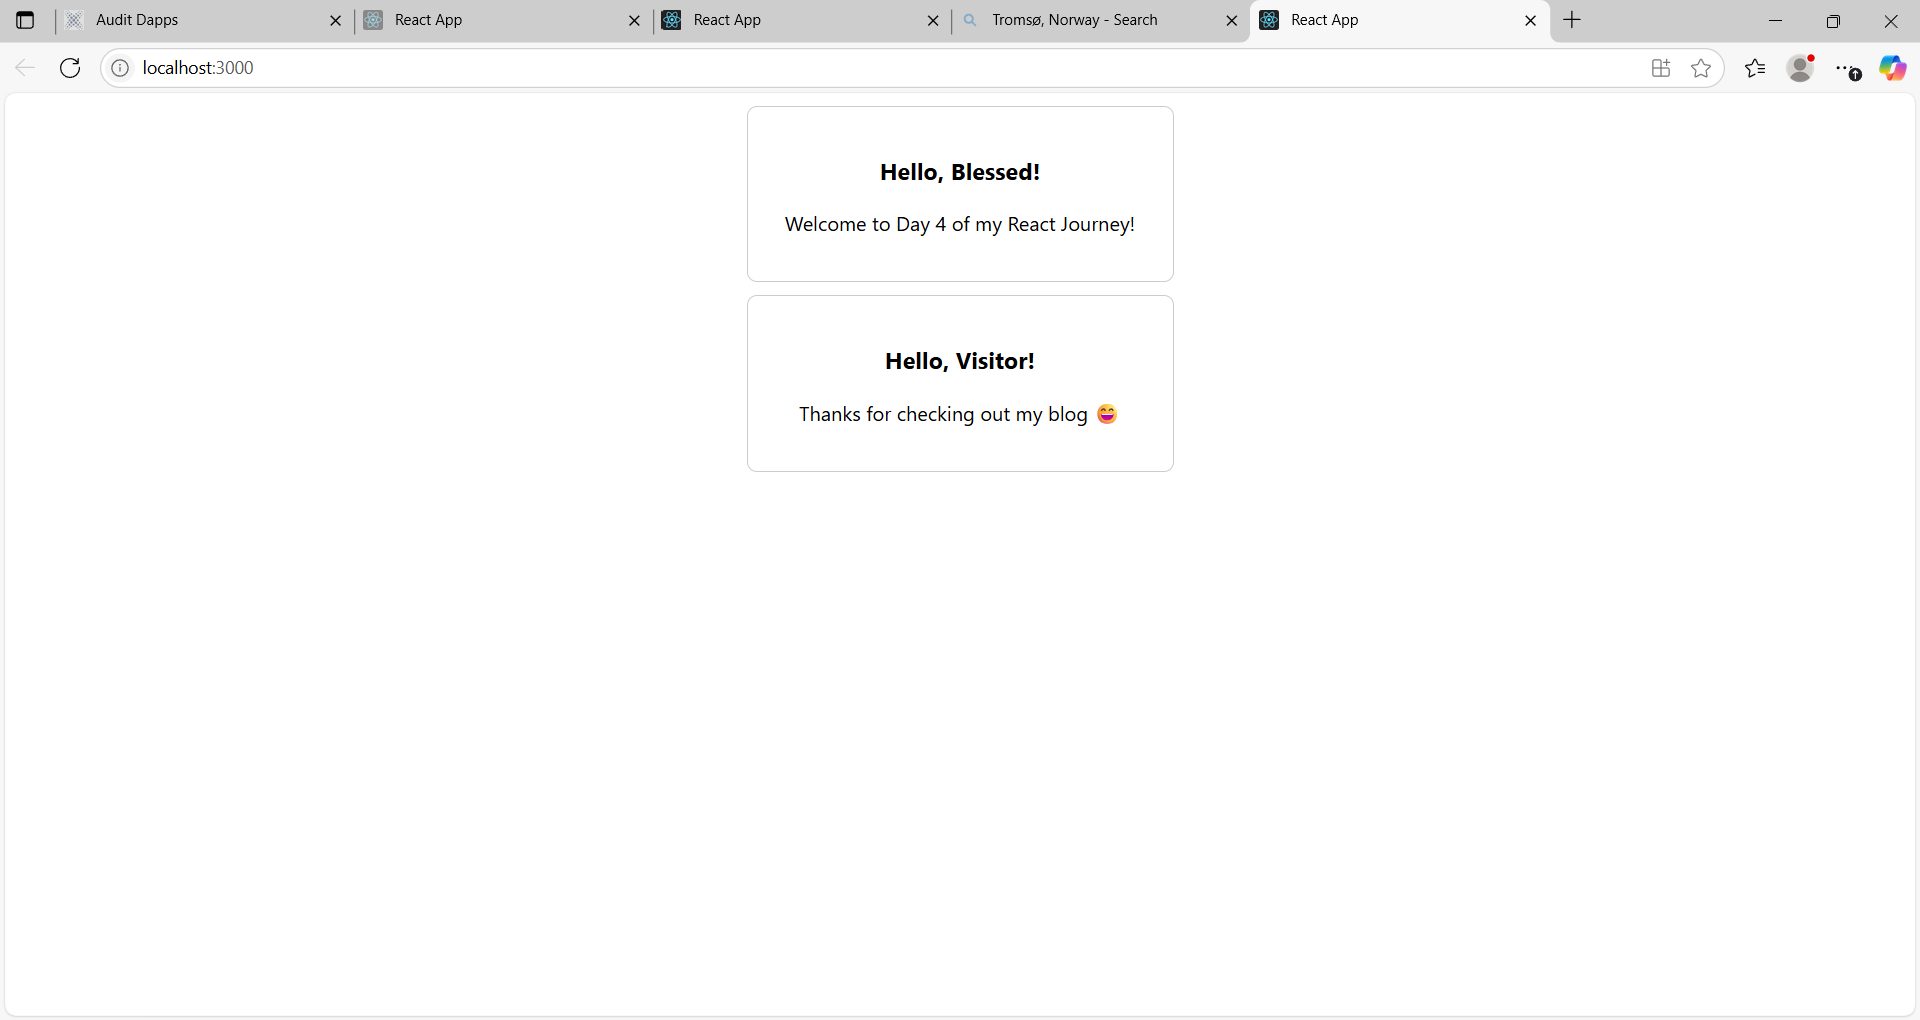 Audit Dapps
React App
React App
Tromsø, Norway - Search
React App
localhost:3000
Hello, Blessed!
Welcome to Day 4 of my React Journey!
Hello, Visitor!
Thanks for checking out my blog 😄